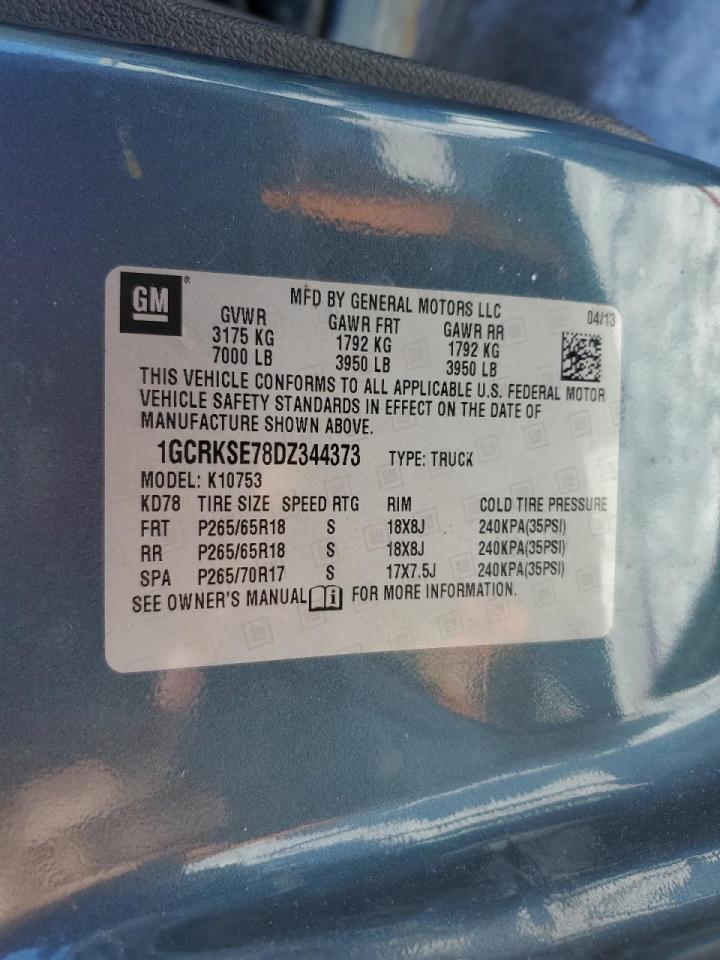 GM ®
MFD BY GENERAL MOTORS LLC
04/13
GVWR GAWR FRT GAWR RR
3175 KG 1792 KG 1792 KG
7000 LB 3950 LB 3950 LB
THIS VEHICLE CONFORMS TO ALL APPLICABLE U.S. FEDERAL MOTOR
VEHICLE SAFETY STANDARDS IN EFFECT ON THE DATE OF
MANUFACTURE SHOWN ABOVE.
1GCRKSE78DZ344373 TYPE: TRUCK
MODEL: K10753
KD78 TIRE SIZE SPEED RTG RIM COLD TIRE PRESSURE
FRT P265/65R18 S 18X8J 240KPA(35PSI)
RR P265/65R18 S 18X8J 240KPA(35PSI)
SPA P265/70R17 S 17X7.5J 240KPA(35PSI)
SEE OWNER'S MANUAL i FOR MORE INFORMATION.